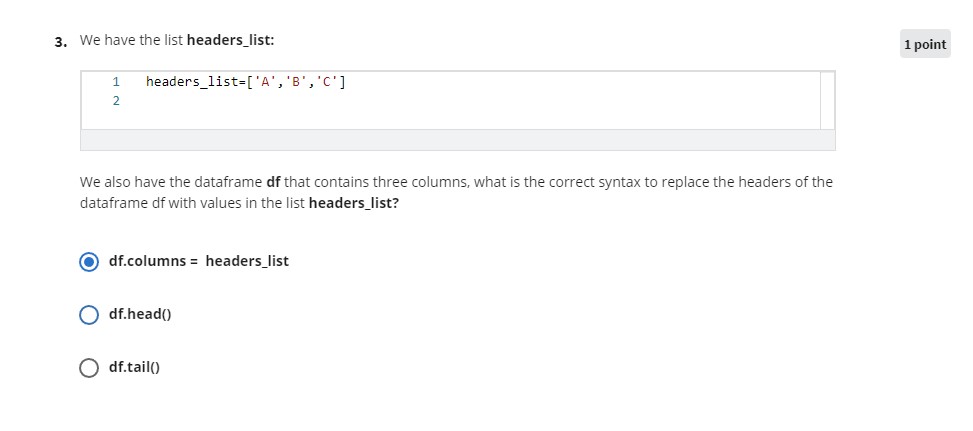 3. We have the list headers_list:
1 point
1 headers_list=['A','B','C']
2
We also have the dataframe df that contains three columns, what is the correct syntax to replace the headers of the
dataframe df with values in the list headers_list?
df.columns = headers_list
df.head()
df.tail()